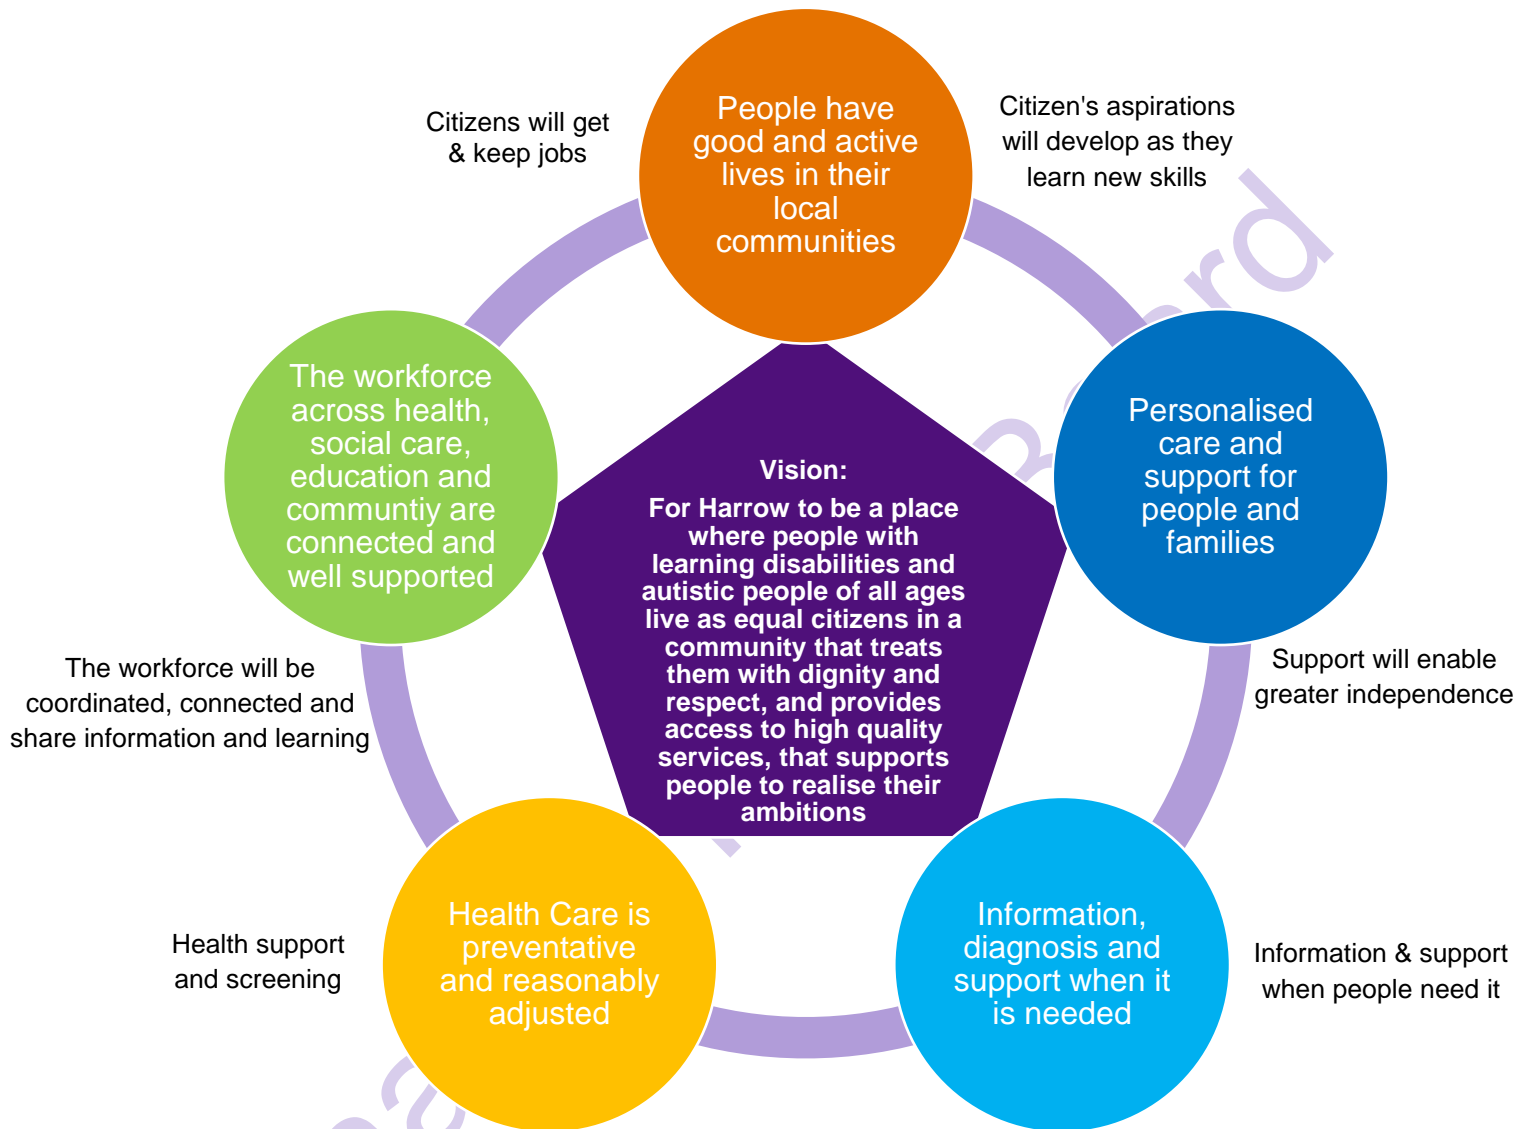 Citizens will get
& keep jobs
People have
good and active
lives in their
local
communities
Citizen's aspirations
will develop as they
learn new skills
The workforce
across health,
social care,
education and
communtiy are
connected and
well supported
Vision:
For Harrow to be a place
where people with
learning disabilities and
autistic people of all ages
live as equal citizens in a
community that treats
them with dignity and
respect, and provides
access to high quality
services, that supports
people to realise their
ambitions
Personalised
care and
support for
people and
families
The workforce will be
coordinated, connected and
share information and learning
Support will enable
greater independence
Health support
and screening
Health Care is
preventative
and reasonably
adjusted
Information,
diagnosis and
support when it
is needed
Information & support
when people need it